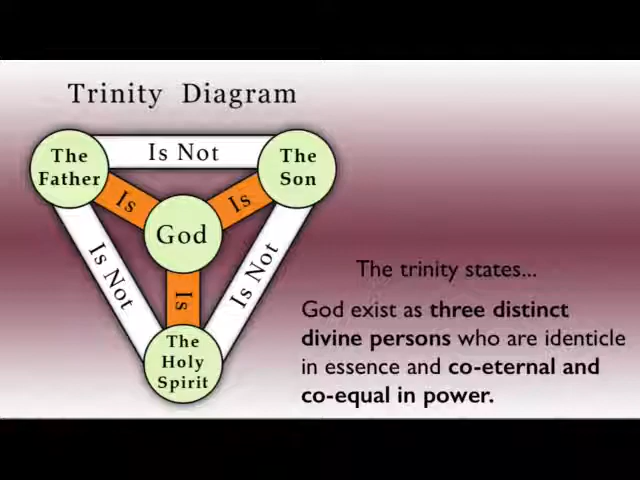 Trinity Diagram
The
Father
Is Not
The
Son
Is
Is
God
Is Not
Is
Is Not
The
Holy
Spirit
The trinity states...
God exist as three distinct
divine persons who are identicle
in essence and co-eternal and
co-equal in power.